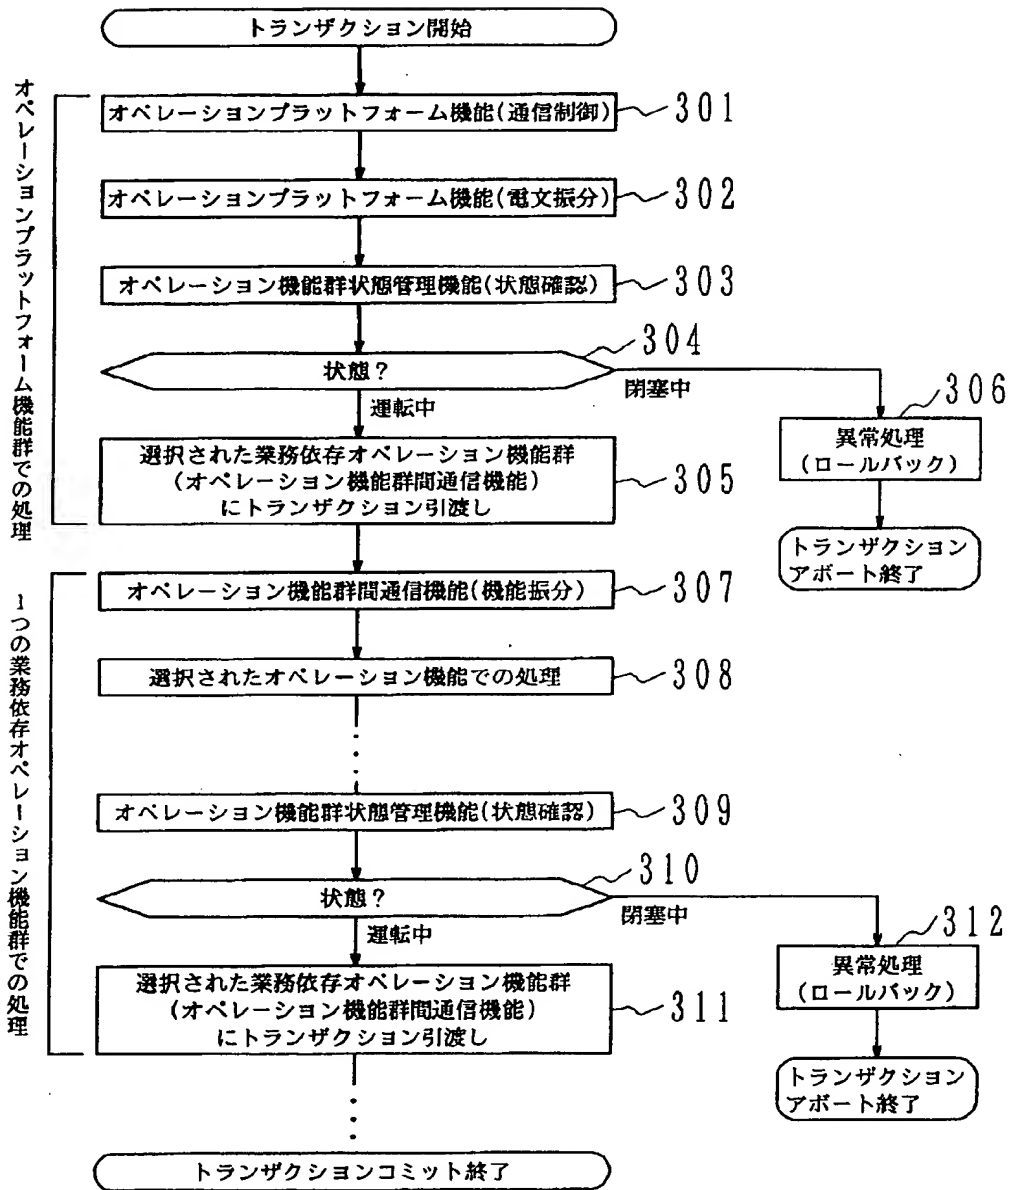 トランザクション開始
オペレーションプラットフォーム機能群での処理
オペレーションプラットフォーム機能(通信制御)
301
オペレーションプラットフォーム機能(電文振分)
302
オペレーション機能群状態管理機能(状態確認)
303
304
状態?
閉塞中
運転中
306
異常処理
(ロールバック)
選択された業務依存オペレーション機能群
(オペレーション機能群間通信機能)
にトランザクション引渡し
305
トランザクション
アボート終了
1つの業務依存オペレーション機能群での処理
オペレーション機能群間通信機能(機能振分)
307
選択されたオペレーション機能での処理
308
オペレーション機能群状態管理機能(状態確認)
309
310
状態?
閉塞中
運転中
312
異常処理
(ロールバック)
選択された業務依存オペレーション機能群
(オペレーション機能群間通信機能)
にトランザクション引渡し
311
トランザクション
アボート終了
トランザクションコミット終了